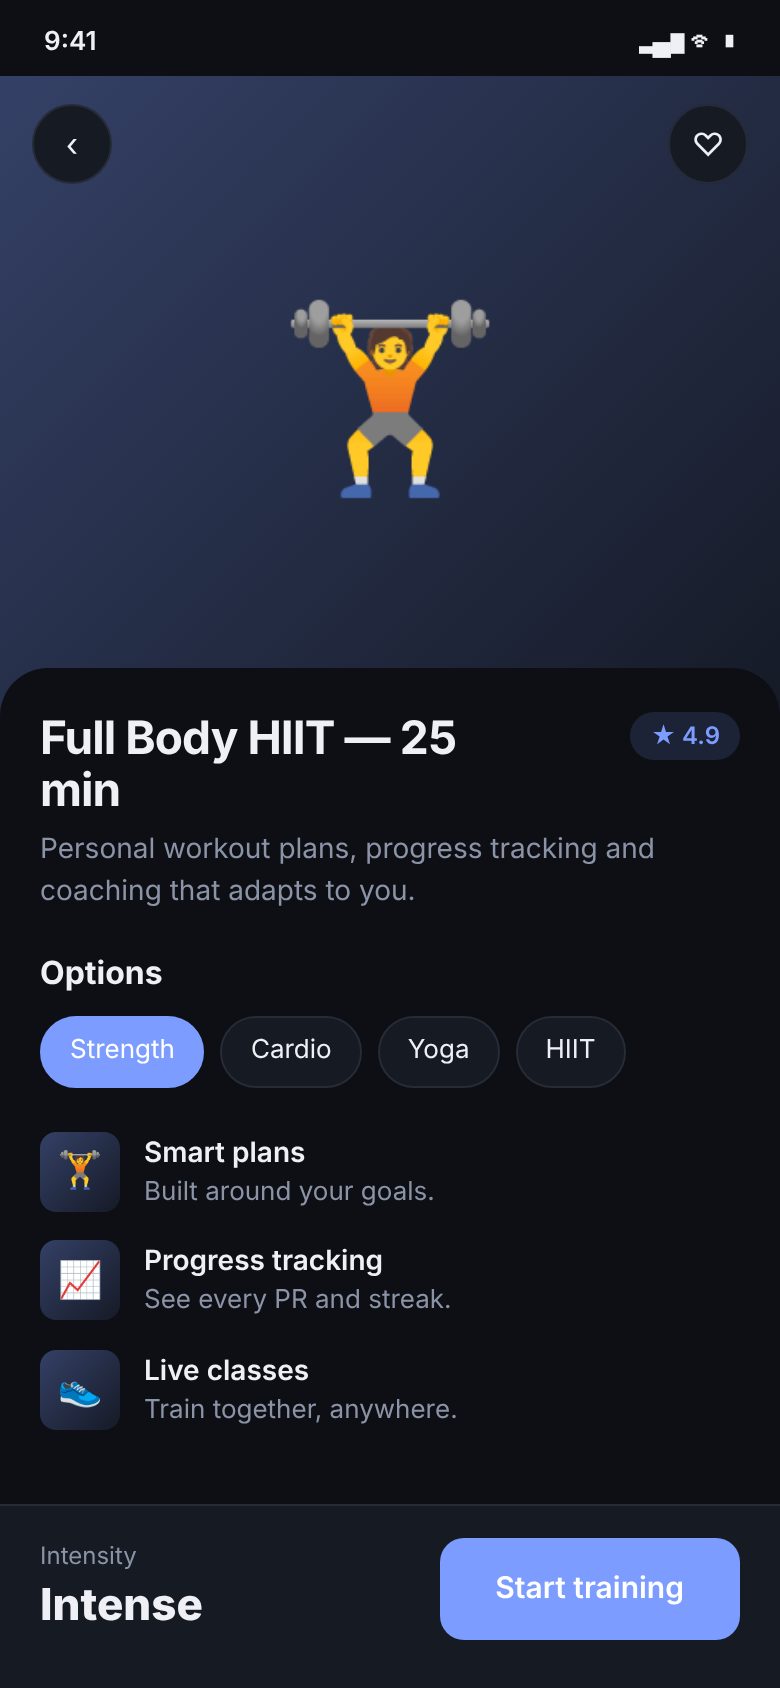 9:41
Full Body HIIT — 25
min
★ 4.9
Personal workout plans, progress tracking and
coaching that adapts to you.
Options
Strength
Cardio
Yoga
HIIT
Smart plans
Built around your goals.
Progress tracking
See every PR and streak.
Live classes
Train together, anywhere.
Intensity
Intense
Start training